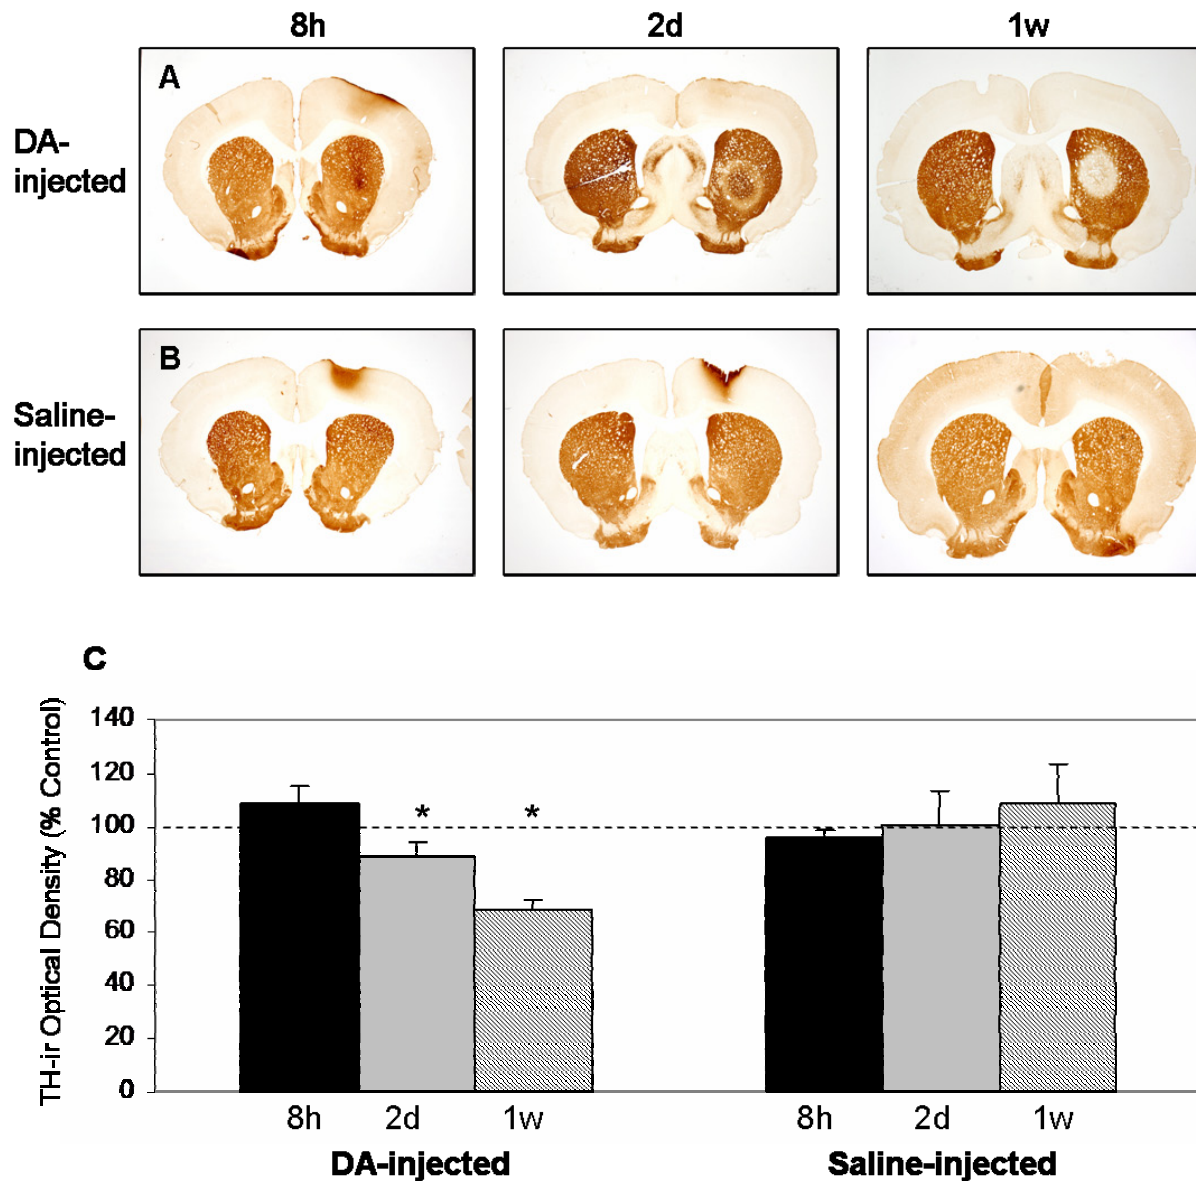 8h 2d 1w
A
DA-
injected
B
Saline-
injected
C
TH-ir Optical Density (% Control)
140
120
100
80
60
40
20
0
* *
8h 2d 1w 8h 2d 1w
DA-injected Saline-injected